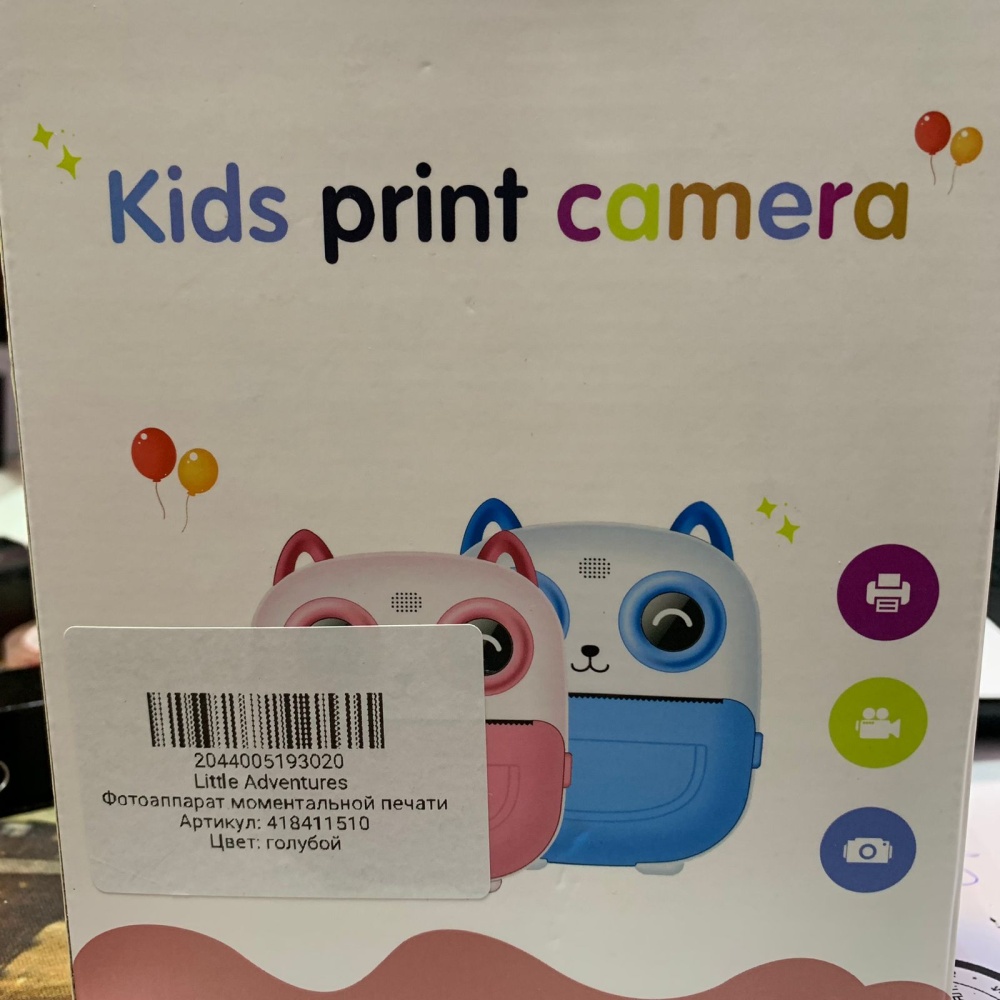 Kids print camera
2044005193020
Little Adventures
Фотоаппарат моментальной печати
Артикул: 418411510
Цвет: голубой